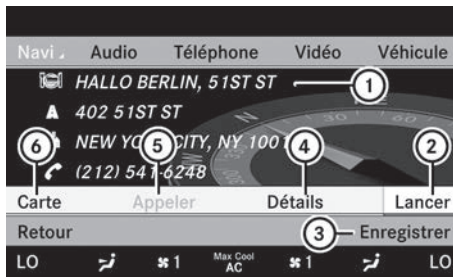 Navi Audio Téléphone Vidéo Véhicule
HALLO BERLIN, 51ST ST 1
A 402 51ST ST
NEW YO CITY, NY 100
(212) 541-6248
6 5 4 2
Carte Appeler Détails Lancer
Retour 3 Enregistrer
LO 1 Max Cool AC 1 LO